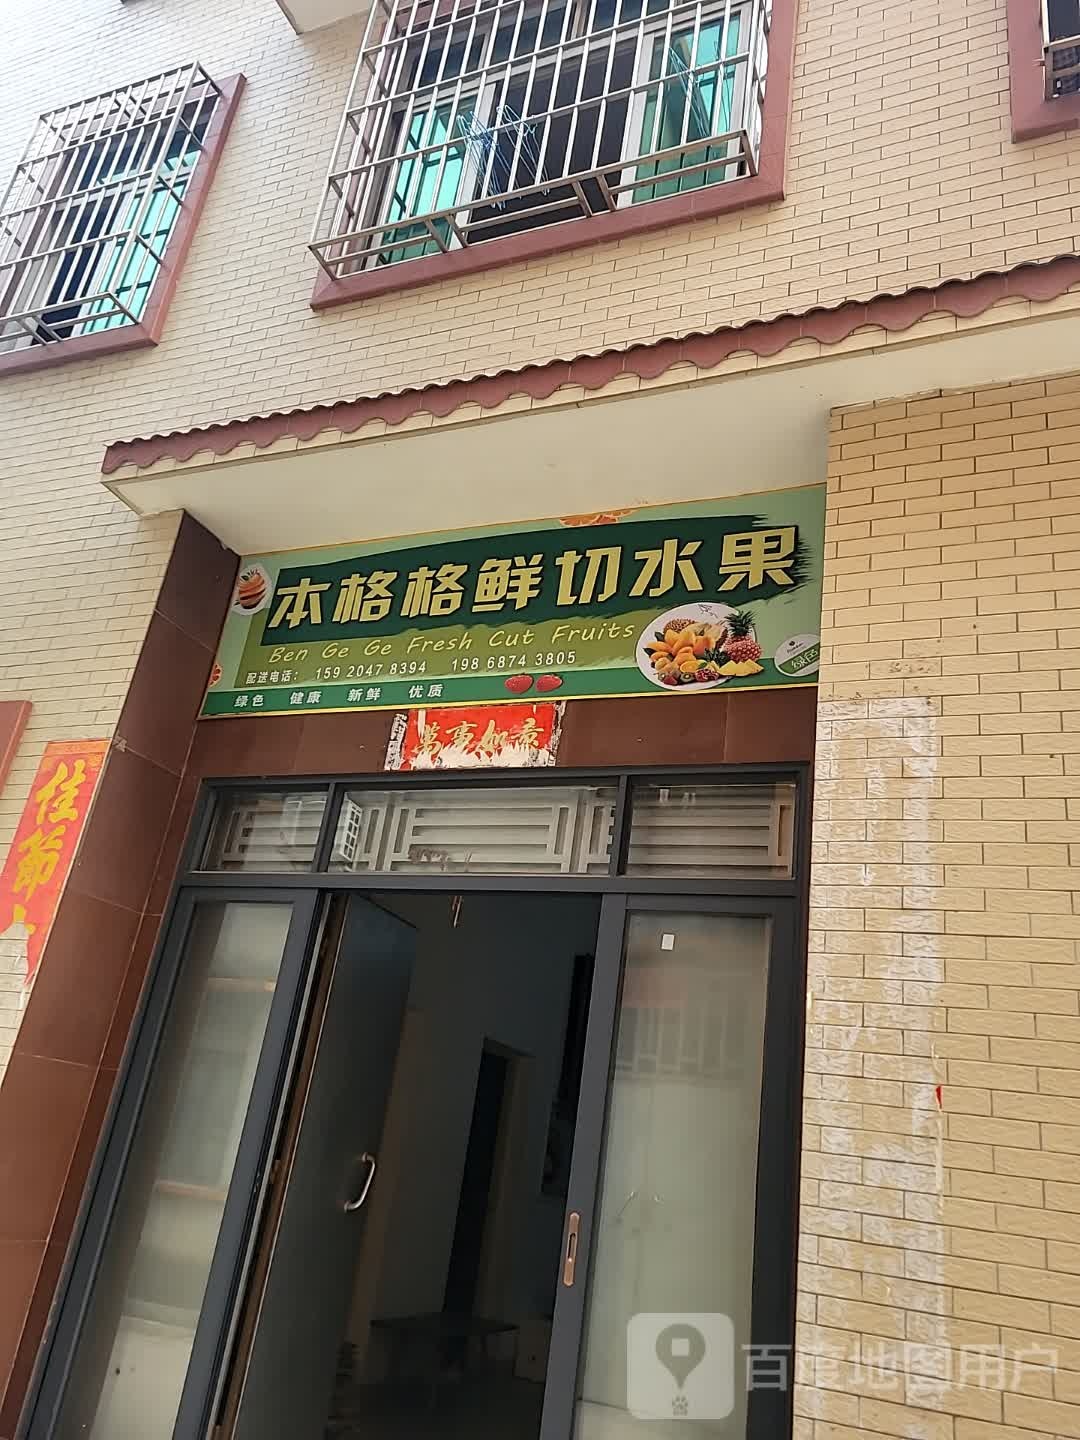 本格格鲜切水果
Ben Ge Ge Fresh Cut Fruits
配送电话： 159 2047 8394 198 6874 3805
绿色 健康 新鲜 优质
绿色
萬事如意
佳節
百度地图用户